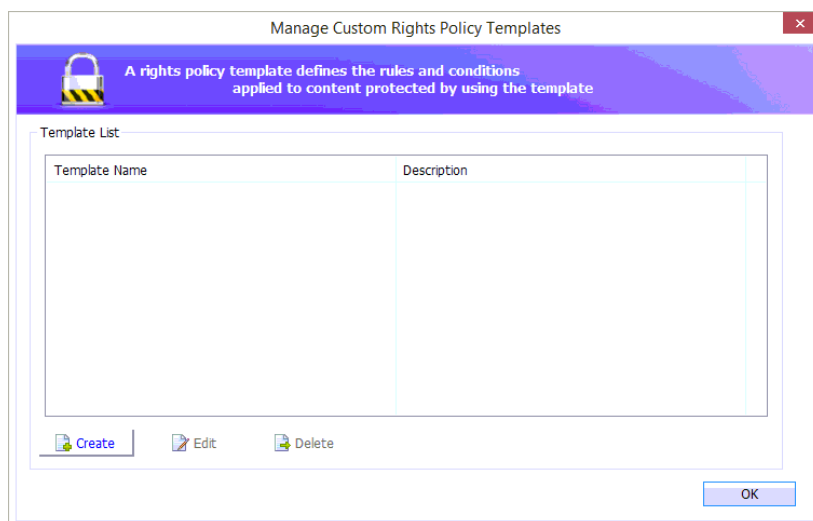 Manage Custom Rights Policy Templates
A rights policy template defines the rules and conditions
applied to content protected by using the template
Template List
Template Name Description
Create Edit Delete
OK